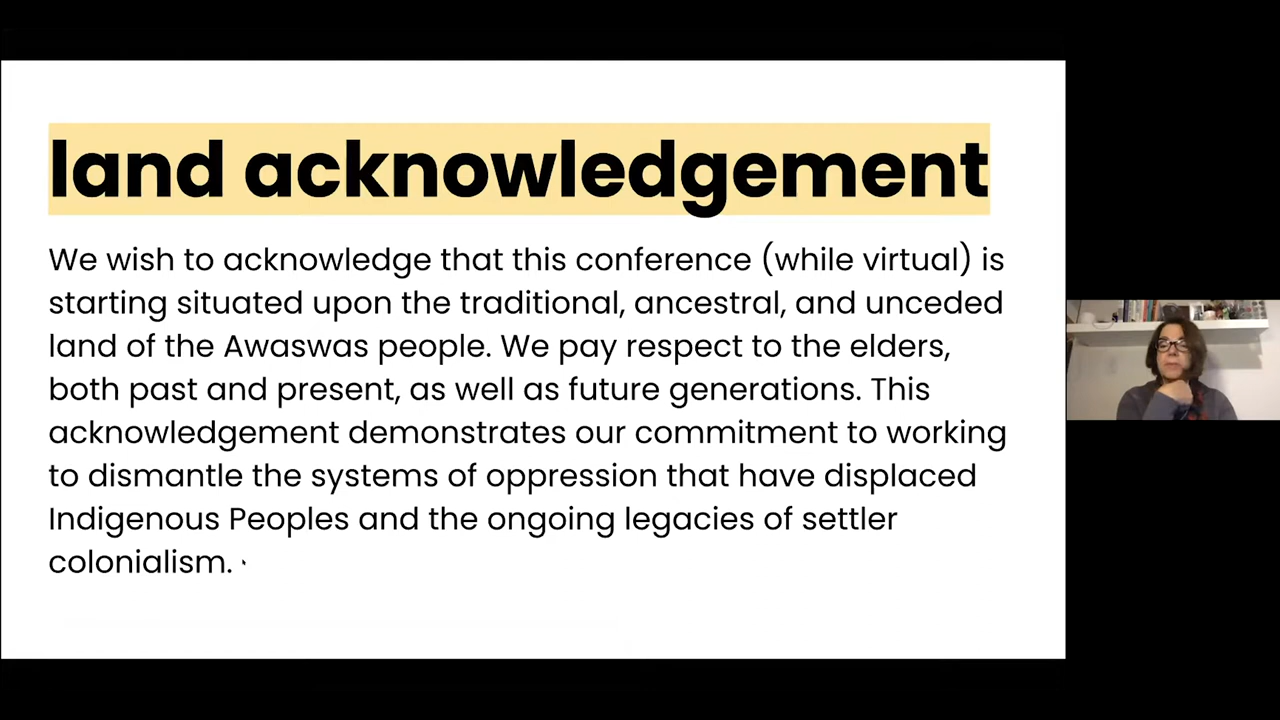 land acknowledgement
We wish to acknowledge that this conference (while virtual) is
starting situated upon the traditional, ancestral, and unceded
land of the Awaswas people. We pay respect to the elders,
both past and present, as well as future generations. This
acknowledgement demonstrates our commitment to working
to dismantle the systems of oppression that have displaced
Indigenous Peoples and the ongoing legacies of settler
colonialism.